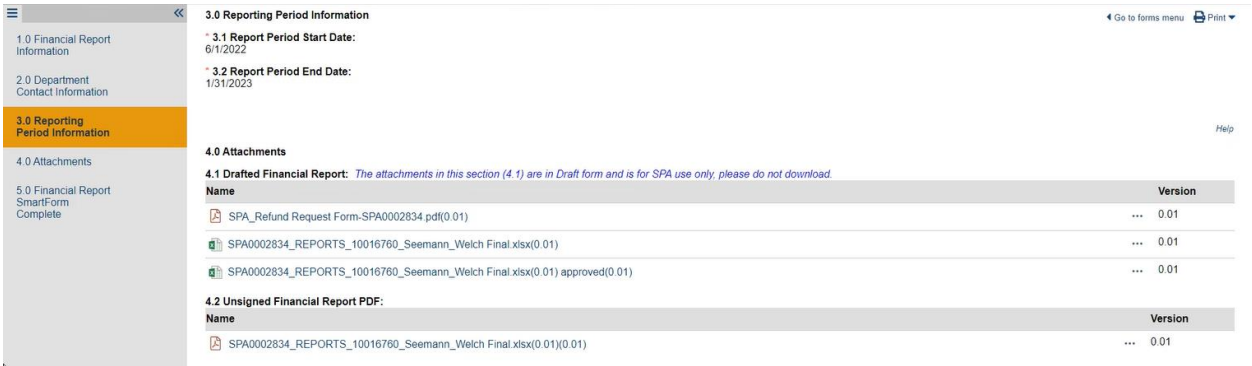 1.0 Financial Report
Information
2.0 Department
Contact Information
3.0 Reporting
Period Information
4.0 Attachments
5.0 Financial Report
SmartForm
Complete
3.0 Reporting Period Information
Go to forms menu Print
* 3.1 Report Period Start Date:
6/1/2022
* 3.2 Report Period End Date:
1/31/2023
Help
4.0 Attachments
4.1 Drafted Financial Report: The attachments in this section (4.1) are in Draft form and is for SPA use only, please do not download.
Name Version
SPA_Refund Request Form-SPA0002834.pdf(0.01) ... 0.01
SPA0002834_REPORTS_10016760_Seemann_Welch Final.xlsx(0.01) ... 0.01
SPA0002834_REPORTS_10016760_Seemann_Welch Final.xlsx(0.01) approved(0.01) ... 0.01
4.2 Unsigned Financial Report PDF:
Name Version
SPA0002834_REPORTS_10016760_Seemann_Welch Final.xlsx(0.01)(0.01) ... 0.01